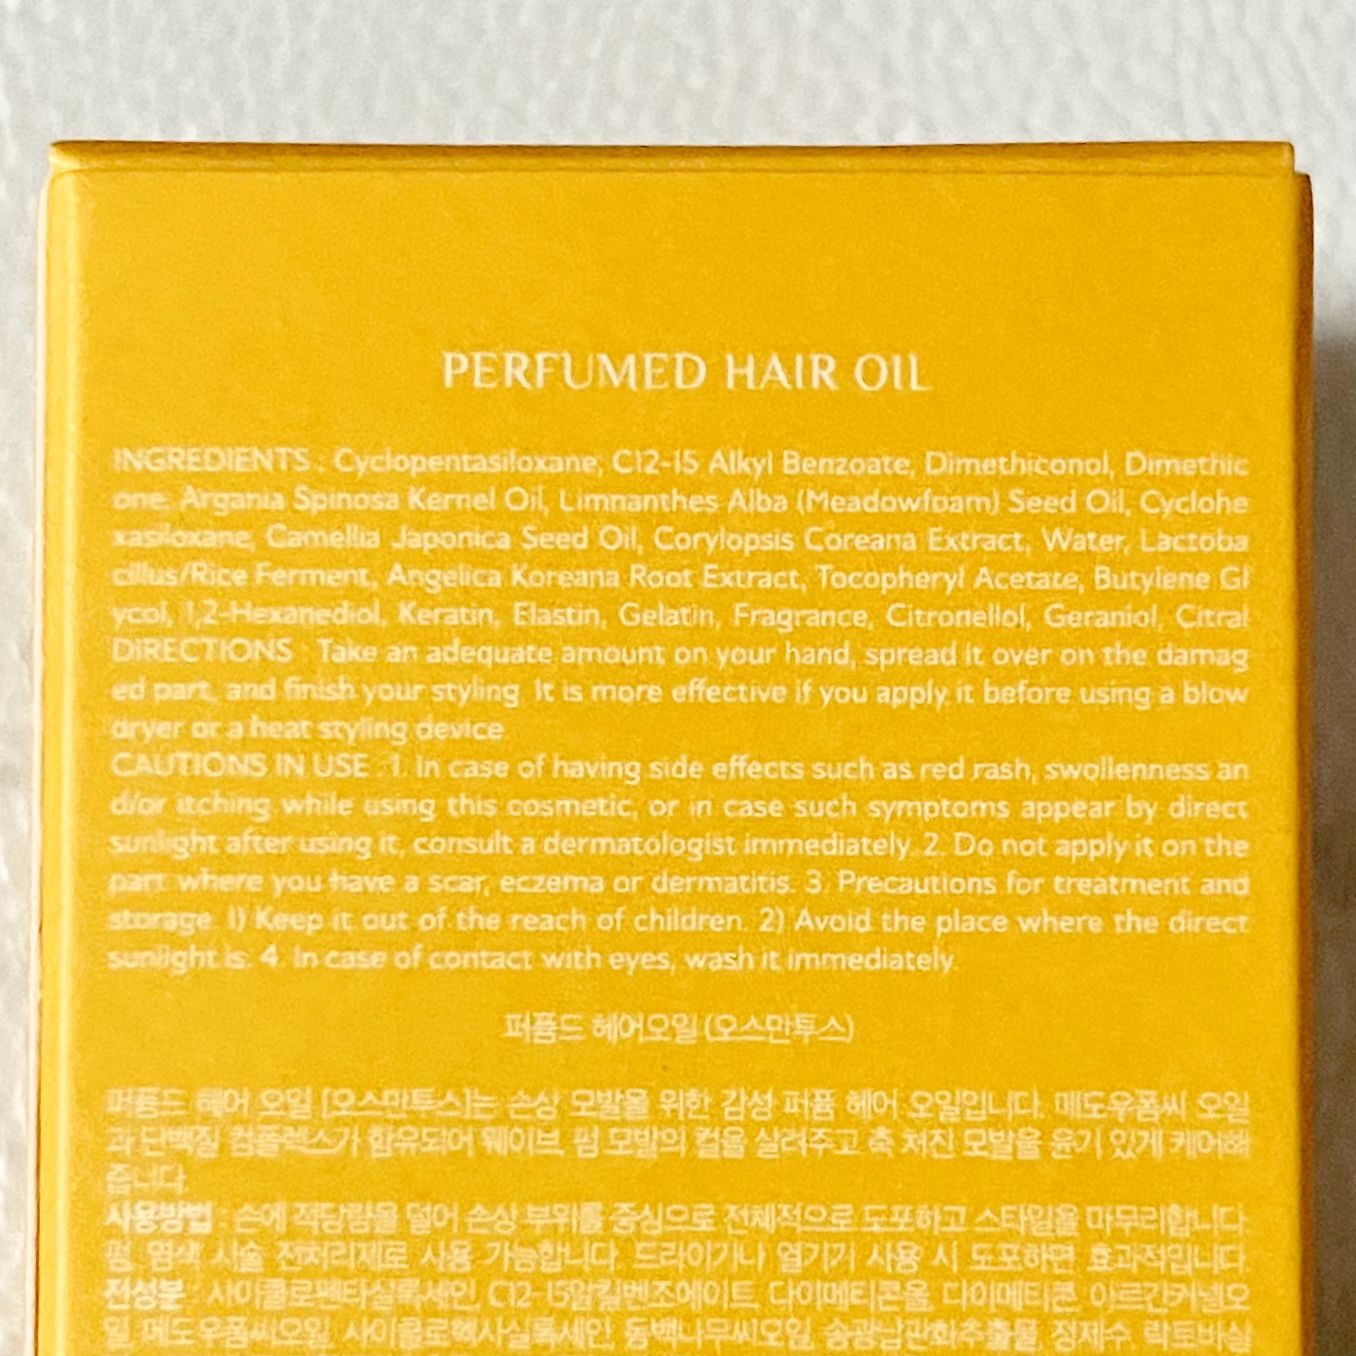 PERFUMED HAIR OIL
INGREDIENTS : Cyclopentasiloxane, C12-15 Alkyl Benzoate, Dimethiconol, Dimethic
one, Argania Spinosa Kernel Oil, Limnanthes Alba (Meadowfoam) Seed Oil, Cyclohe
xasiloxane, Camellia Japonica Seed Oil, Corylopsis Coreana Extract, Water, Lactoba
cillus/Rice Ferment, Angelica Koreana Root Extract, Tocopheryl Acetate, Butylene Gl
ycol, 1,2-Hexanediol, Keratin, Elastin, Gelatin, Fragrance, Citronellol, Geraniol, Citral
DIRECTIONS : Take an adequate amount on your hand, spread it over on the damag
ed part, and finish your styling. It is more effective if you apply it before using a blow
dryer or a heat styling device.
CAUTIONS IN USE : 1. In case of having side effects such as red rash, swollenness an
d/or itching while using this cosmetic, or in case such symptoms appear by direct
sunlight after using it, consult a dermatologist immediately. 2. Do not apply it on the
part where you have a scar, eczema or dermatitis. 3. Precautions for treatment and
storage. 1) Keep it out of the reach of children. 2) Avoid the place where the direct
sunlight is. 4. In case of contact with eyes, wash it immediately.
퍼퓸드 헤어오일 (오스만투스)
퍼퓸드 헤어 오일 [오스만투스]는 손상 모발을 위한 감성 퍼퓸 헤어 오일입니다. 메도우폼씨 오일
과 단백질 컴플렉스가 함유되어 웨이브, 펌 모발의 컬을 살려주고 축 처진 모발을 윤기 있게 케어해
줍니다.
사용방법 : 손에 적당량을 덜어 손상 부위를 중심으로 전체적으로 도포하고 스타일을 마무리합니다.
펌, 염색 시술 전처리제로 사용 가능합니다. 드라이기나 열기기 사용 시 도포하면 효과적입니다.
전성분 : 사이클로펜타실록세인, C12-15알킬벤조에이트, 다이메티콘올, 다이메티콘, 아르간커넬오
일, 메도우폼씨오일, 사이클로헥사실록세인, 동백나무씨오일, 송광납판화추출물, 정제수, 락토바실